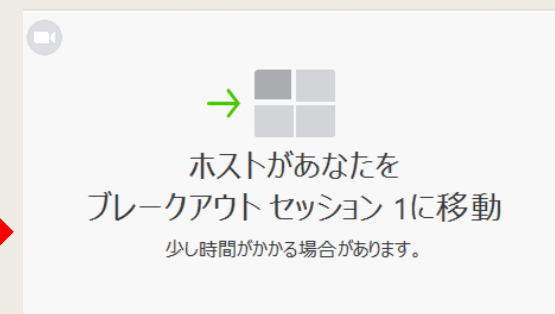 ホストがあなたを
ブレークアウト セッション 1に移動
少し時間がかかる場合があります。